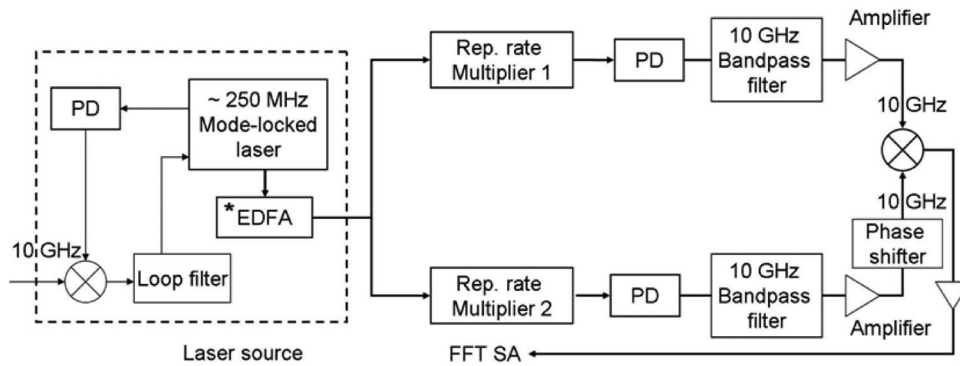 PD
~ 250 MHz
Mode-locked
laser
*EDFA
10 GHz
Loop filter
Laser source
Rep. rate
Multiplier 1
PD
10 GHz
Bandpass
filter
Amplifier
10 GHz
10 GHz
Phase
shifter
Rep. rate
Multiplier 2
PD
10 GHz
Bandpass
filter
Amplifier
FFT SA